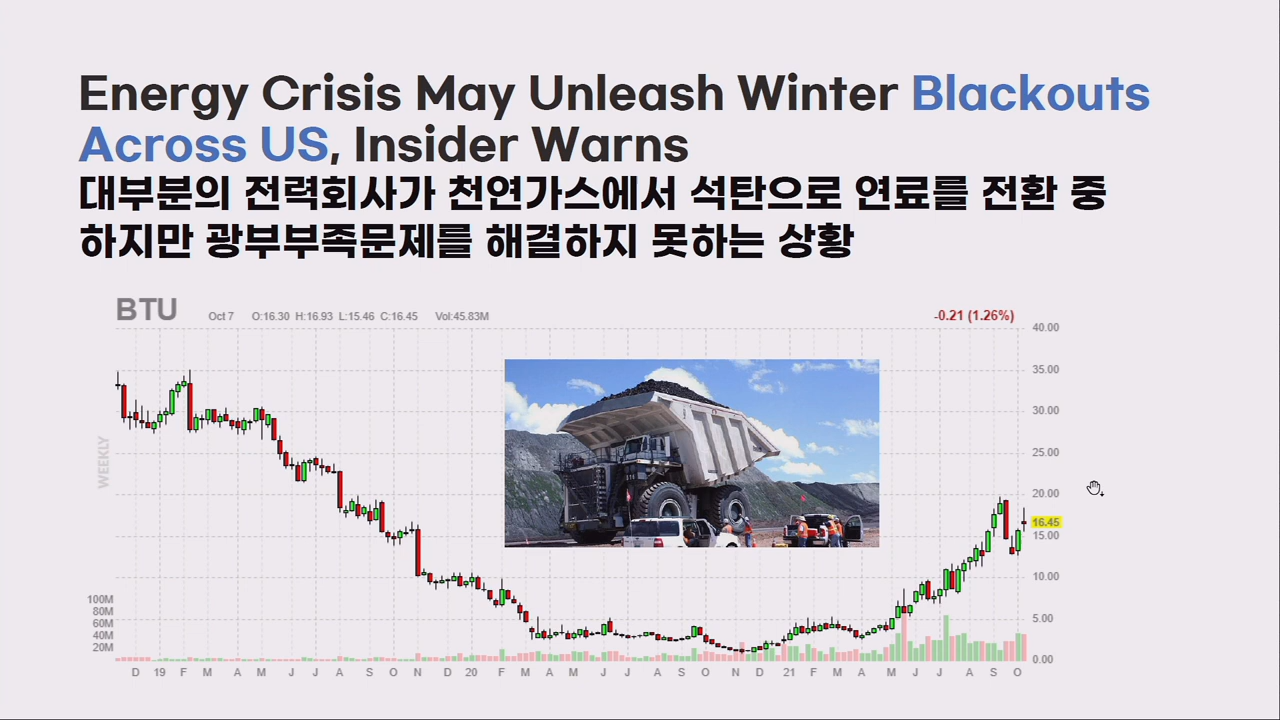 Energy Crisis May Unleash Winter Blackouts
Across US, Insider Warns
대부분의 전력회사가 천연가스에서 석탄으로 연료를 전환 중
하지만 광부부족문제를 해결하지 못하는 상황
BTU Oct 7 O:16.30 H:16.93 L:15.46 C:16.45 Vol:45.83M -0.21 (1.26%)
40.00
35.00
30.00
25.00
20.00
16.45
15.00
10.00
5.00
0.00
WEEKLY
100M
80M
60M
40M
20M
D 19 F M A M J J A S O N D 20 F M A M J J A S O N D 21 F M A M J J A S O